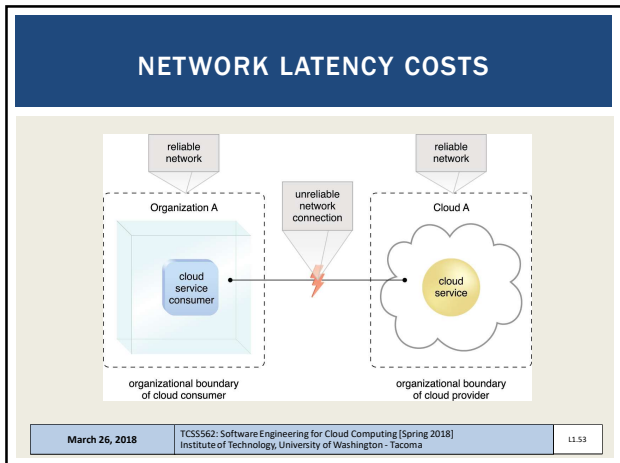 NETWORK LATENCY COSTS
reliable
network
reliable
network
unreliable
network
connection
Organization A
Cloud A
cloud
service
consumer
cloud
service
organizational boundary
of cloud consumer
organizational boundary
of cloud provider
March 26, 2018
TCSS562: Software Engineering for Cloud Computing [Spring 2018]
Institute of Technology, University of Washington - Tacoma
L1.53